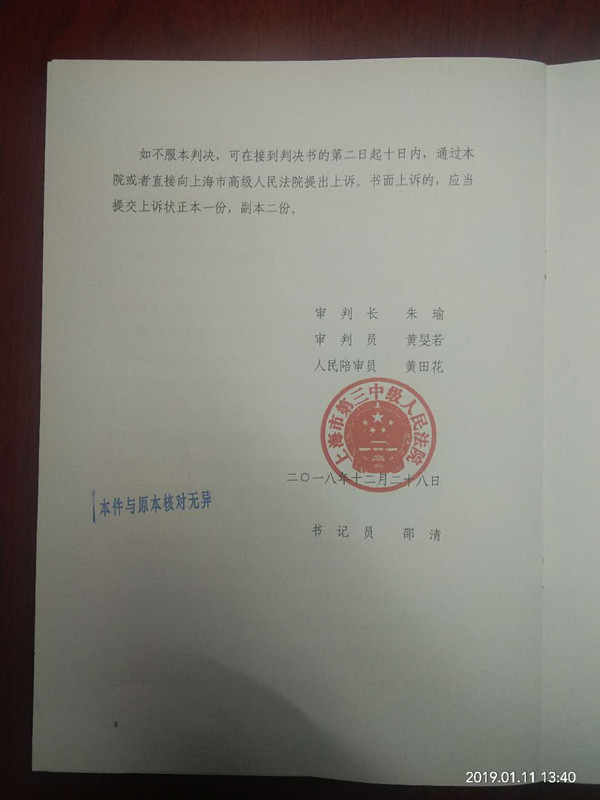 如不服本判决，可在接到判决书的第二日起十日内，通过本
院或者直接向上海市高级人民法院提出上诉。书面上诉的，应当
提交上诉状正本一份，副本二份。
审 判 长 朱 瑜
审 判 员 黄旻若
人民陪审员 黄田花
上海市第三中级人民法院
二〇一八年十二月二十八日
本件与原本核对无异
书 记 员 邵 清
8
2019.01.11 13:40